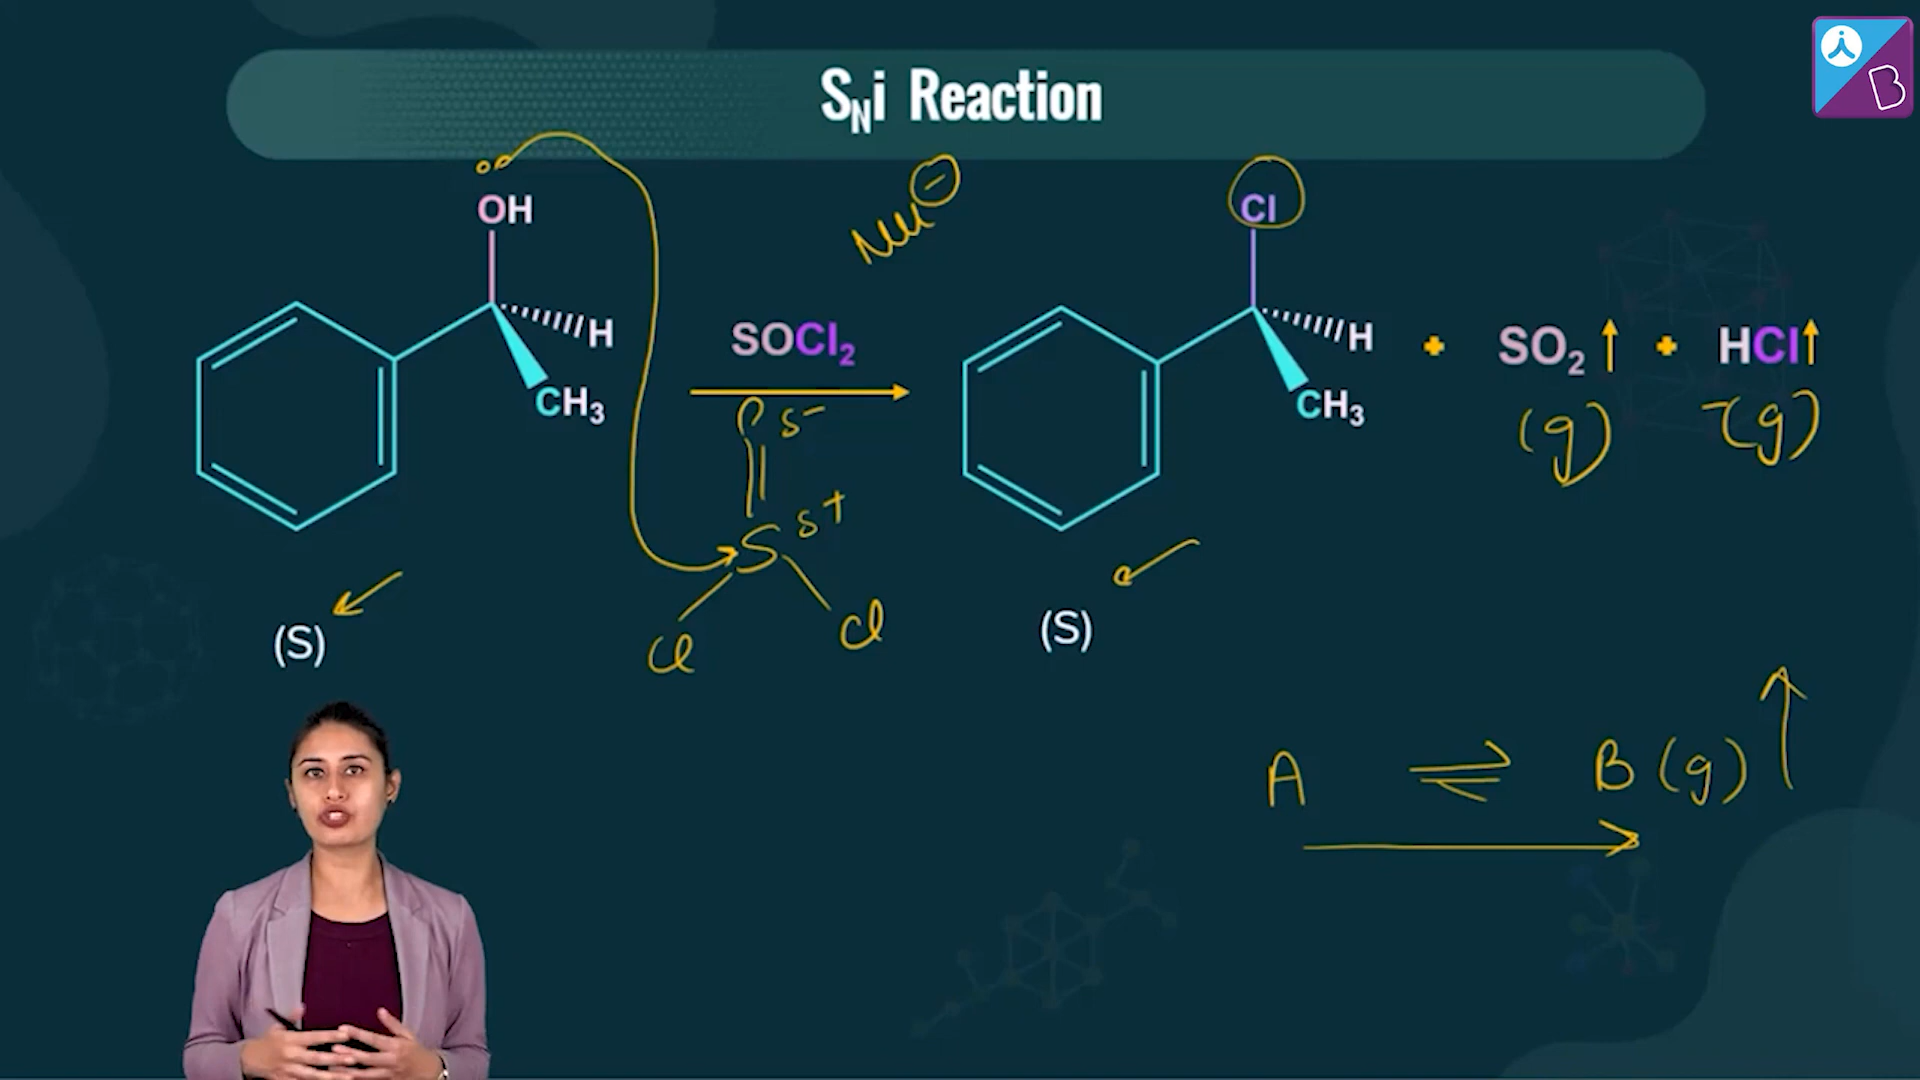 SNi Reaction
OH
H
CH3
(S)
Nu⊖
SOCl2
O δ-
S δ+
Cl Cl
Cl
H
CH3
(S)
+ SO2 ↑ + HCl ↑
(g) (g)
A ⇌ B (g) ↑
B